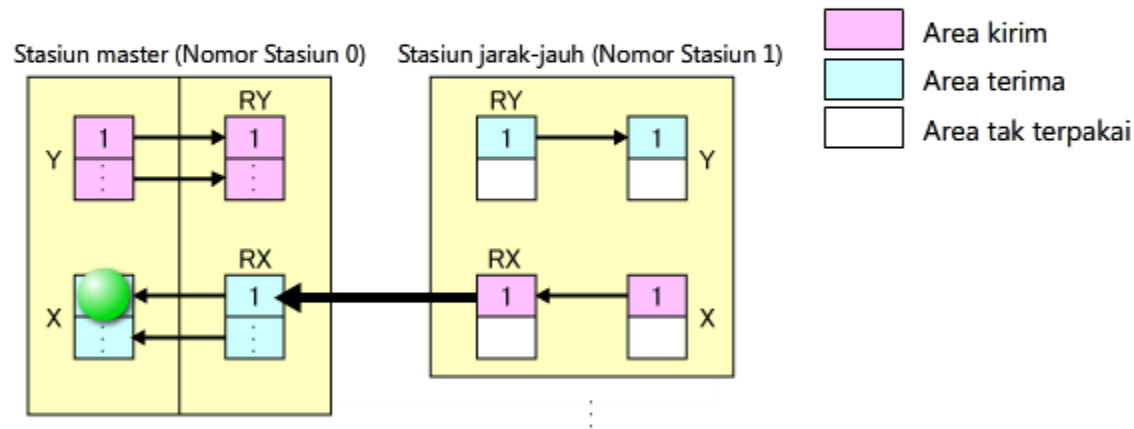 Stasiun master (Nomor Stasiun 0)
Stasiun jarak-jauh (Nomor Stasiun 1)
Area kirim
Area terima
Area tak terpakai
RY
RY
Y
1
1
1
1
Y
⋮
⋮
RX
RX
X
1
1
1
X
⋮
⋮
⋮